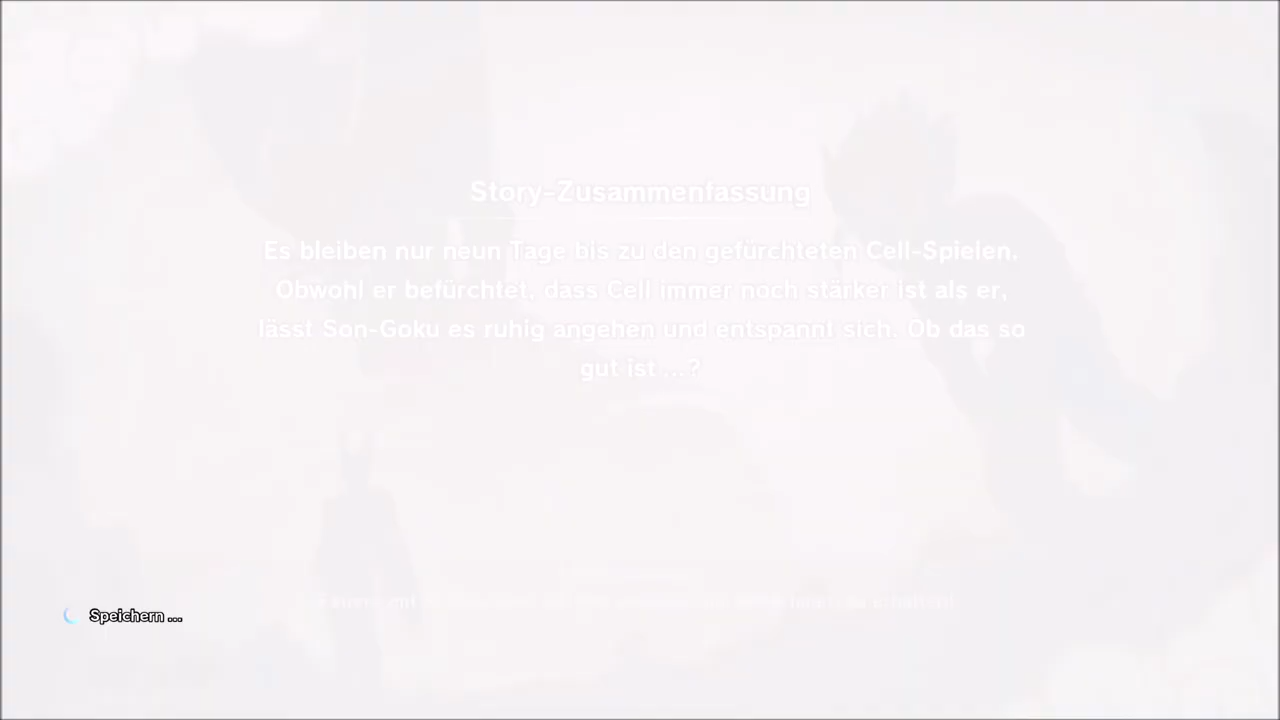 Story-Zusammenfassung
Es bleiben nur neun Tage bis zu den gefürchteten Cell-Spielen.
Obwohl er befürchtet, dass Cell immer noch stärker ist als er,
lässt Son-Goku es ruhig angehen und entspannt sich. Ob das so
gut ist ...?
Speichern ...